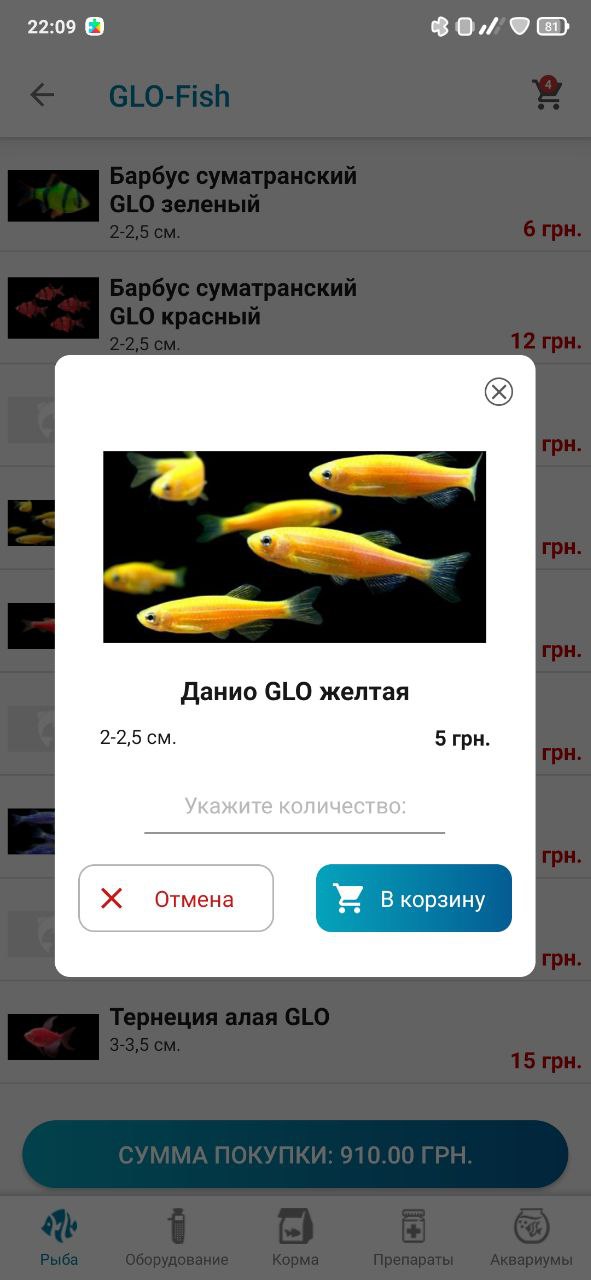 22:09
81
GLO-Fish
4
Барбус суматранский
GLO зеленый
2-2,5 см.
6 грн.
Барбус суматранский
GLO красный
2-2,5 см.
12 грн.
грн.
грн.
грн.
грн.
грн.
грн.
Данио GLO желтая
2-2,5 см.
5 грн.
Укажите количество:
Отмена
В корзину
Тернеция алая GLO
3-3,5 см.
15 грн.
СУММА ПОКУПКИ: 910.00 ГРН.
Рыба
Оборудование
Корма
Препараты
Аквариумы